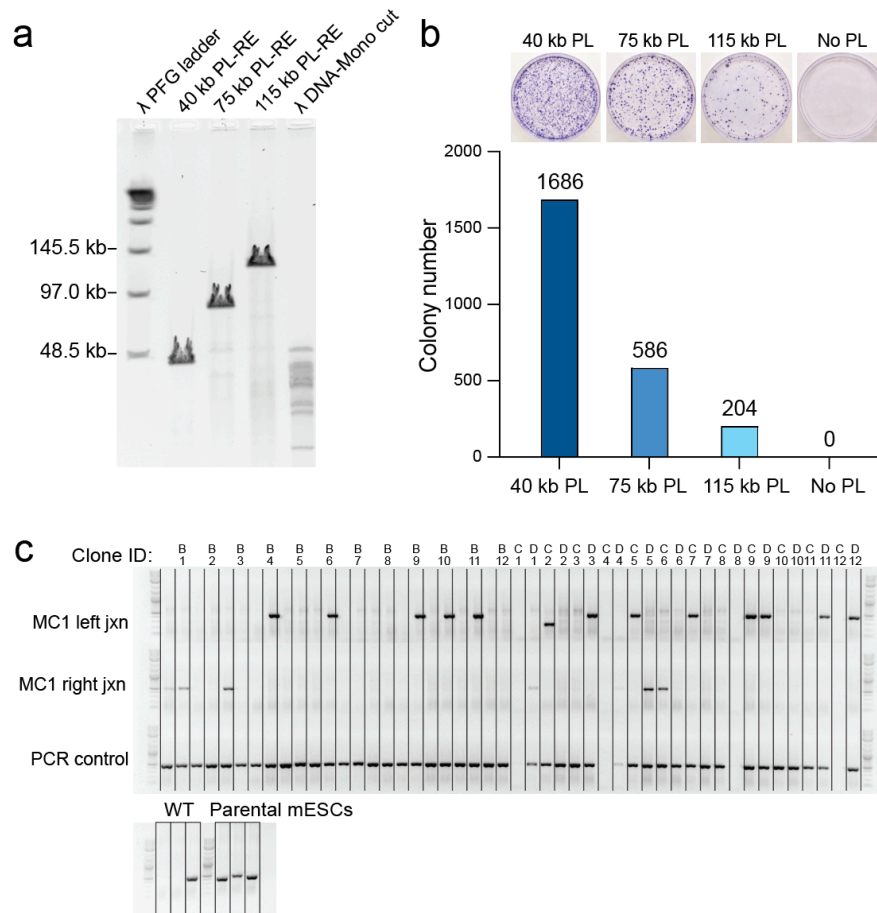 a
λ PFG ladder
40 kb PL-RE
75 kb PL-RE
115 kb PL-RE
λ DNA-Mono cut
145.5 kb
97.0 kb
48.5 kb
b
40 kb PL 75 kb PL 115 kb PL No PL
Colony number
2000
1500
1000
500
0
1686
586
204
0
40 kb PL 75 kb PL 115 kb PL No PL
c
Clone ID:
B B B B B B B B B B B B C D C D C D C D C D C D C D C D C D C D C D C D
1 2 3 4 5 6 7 8 9 10 11 12 1 1 2 2 3 3 4 4 5 5 6 6 7 7 8 8 9 9 10 10 11 11 12 12
MC1 left jxn
MC1 right jxn
PCR control
WT Parental mESCs